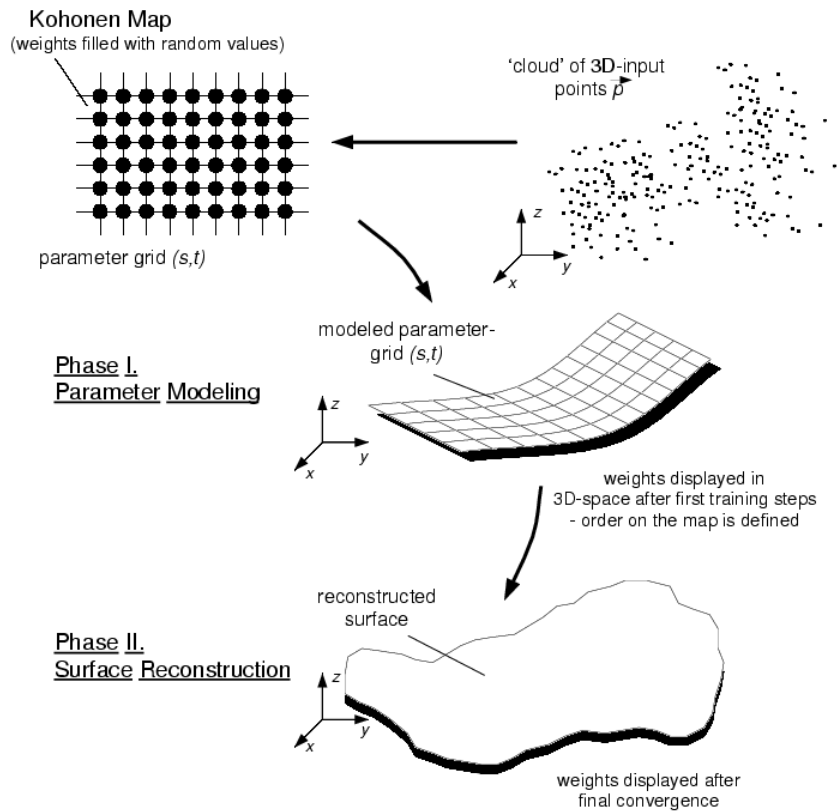 Kohonen Map
(weights filled with random values)
'cloud' of 3D-input
points p
z
y
x
parameter grid (s,t)
modeled parameter-
grid (s,t)
Phase I.
Parameter Modeling
z
y
x
weights displayed in
3D-space after first training steps
- order on the map is defined
reconstructed
surface
Phase II.
Surface Reconstruction
z
y
x
weights displayed after
final convergence